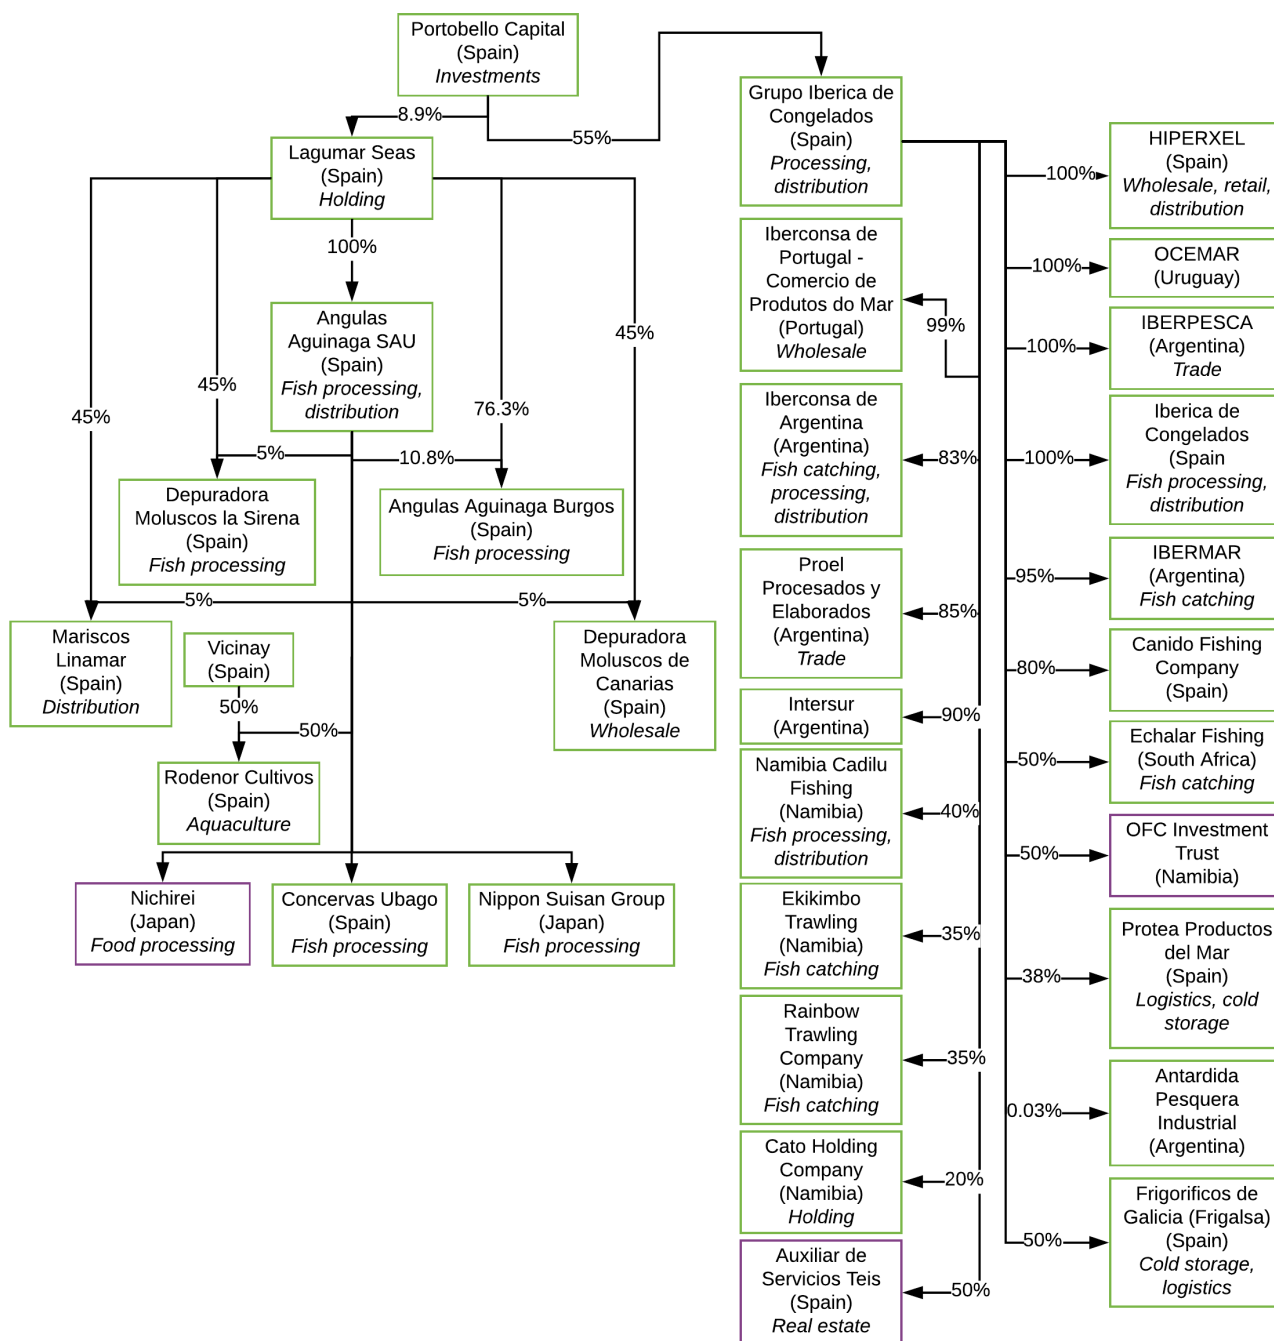 Portobello Capital
(Spain)
Investments
8.9%
55%
Lagumar Seas
(Spain)
Holding
100%
45%
45%
76.3%
45%
Angulas
Aguinaga SAU
(Spain)
Fish processing,
distribution
5%
10.8%
Depuradora
Moluscos la Sirena
(Spain)
Fish processing
Angulas Aguinaga Burgos
(Spain)
Fish processing
5%
5%
Mariscos
Linamar
(Spain)
Distribution
Vicinay
(Spain)
50%
50%
Depuradora
Moluscos de
Canarias
(Spain)
Wholesale
Rodenor Cultivos
(Spain)
Aquaculture
Nichirei
(Japan)
Food processing
Concervas Ubago
(Spain)
Fish processing
Nippon Suisan Group
(Japan)
Fish processing
Grupo Iberica de
Congelados
(Spain)
Processing,
distribution
Iberconsa de
Portugal -
Comercio de
Produtos do Mar
(Portugal)
Wholesale
99%
Iberconsa de
Argentina
(Argentina)
Fish catching,
processing,
distribution
83%
Proel
Procesados y
Elaborados
(Argentina)
Trade
85%
Intersur
(Argentina)
90%
Namibia Cadilu
Fishing
(Namibia)
Fish processing,
distribution
40%
Ekikimbo
Trawling
(Namibia)
Fish catching
35%
Rainbow
Trawling
Company
(Namibia)
Fish catching
35%
Cato Holding
Company
(Namibia)
Holding
20%
Auxiliar de
Servicios Teis
(Spain)
Real estate
50%
100%
HIPERXEL
(Spain)
Wholesale, retail,
distribution
100%
OCEMAR
(Uruguay)
100%
IBERPESCA
(Argentina)
Trade
100%
Iberica de
Congelados
(Spain
Fish processing,
distribution
95%
IBERMAR
(Argentina)
Fish catching
80%
Canido Fishing
Company
(Spain)
50%
Echalar Fishing
(South Africa)
Fish catching
50%
OFC Investment
Trust
(Namibia)
38%
Protea Productos
del Mar
(Spain)
Logistics, cold
storage
0.03%
Antardida
Pesquera
Industrial
(Argentina)
50%
Frigorificos de
Galicia (Frigalsa)
(Spain)
Cold storage,
logistics